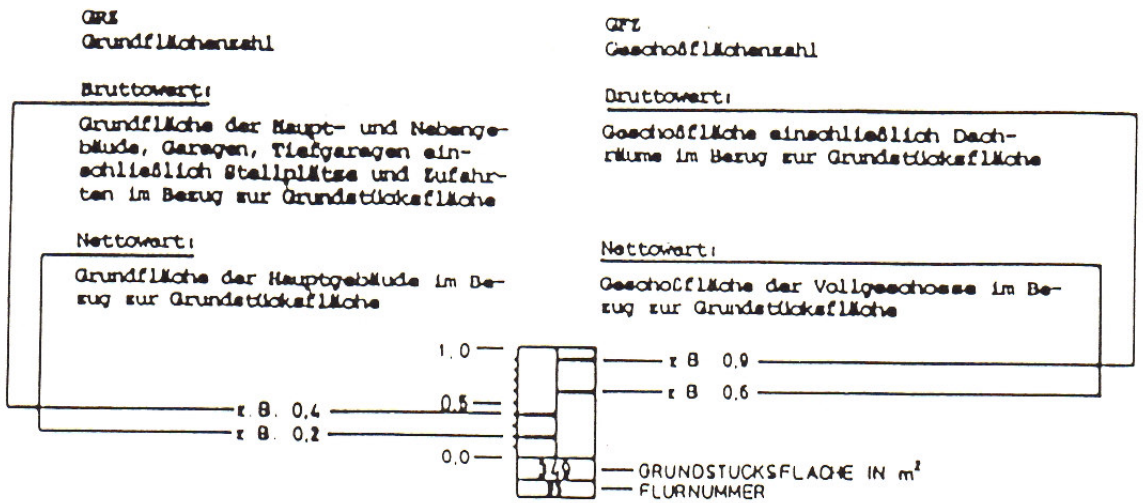 GRZ
Grundflächenzahl
Bruttowert:
Grundfläche der Haupt- und Nebenge-
bäude, Garagen, Tiefgaragen ein-
schließlich Stellplätze und Zufahr-
ten im Bezug zur Grundstücksfläche
Nettowert:
Grundfläche der Hauptgebäude im Be-
zug zur Grundstücksfläche
GFZ
Geschoßflächenzahl
Bruttowert:
Geschoßfläche einschließlich Dach-
räume im Bezug zur Grundstücksfläche
Nettowert:
Geschoßfläche der Vollgeschosse im Be-
zug zur Grundstücksfläche
1,0
0,5
0,0
z.B. 0,4
z B. 0,2
z B 0,9
z B 0,6
GRUNDSTUCKSFLACHE IN m²
FLURNUMMER